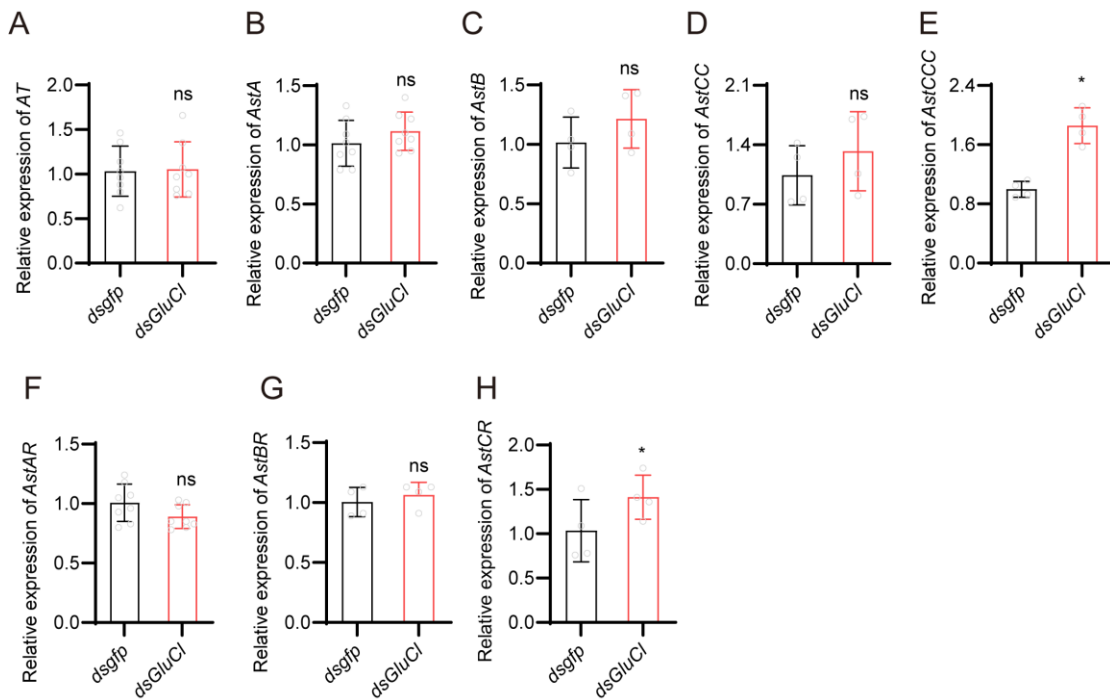 A
Relative expression of AT
2.0
1.5
1.0
0.5
0.0
ns
dsgfp
dsGluCl
B
Relative expression of AstA
1.5
1.0
0.5
0.0
ns
dsgfp
dsGluCl
C
Relative expression of AstB
1.5
1.0
0.5
0.0
ns
dsgfp
dsGluCl
D
Relative expression of AstCC
2.1
1.4
0.7
0.0
ns
dsgfp
dsGluCl
E
Relative expression of AstCCC
2.4
1.6
0.8
0.0
*
dsgfp
dsGluCl
F
Relative expression of AstAR
1.5
1.0
0.5
0.0
ns
dsgfp
dsGluCl
G
Relative expression of AstBR
1.5
1.0
0.5
0.0
ns
dsgfp
dsGluCl
H
Relative expression of AstCR
2.0
1.5
1.0
0.5
0.0
*
dsgfp
dsGluCl